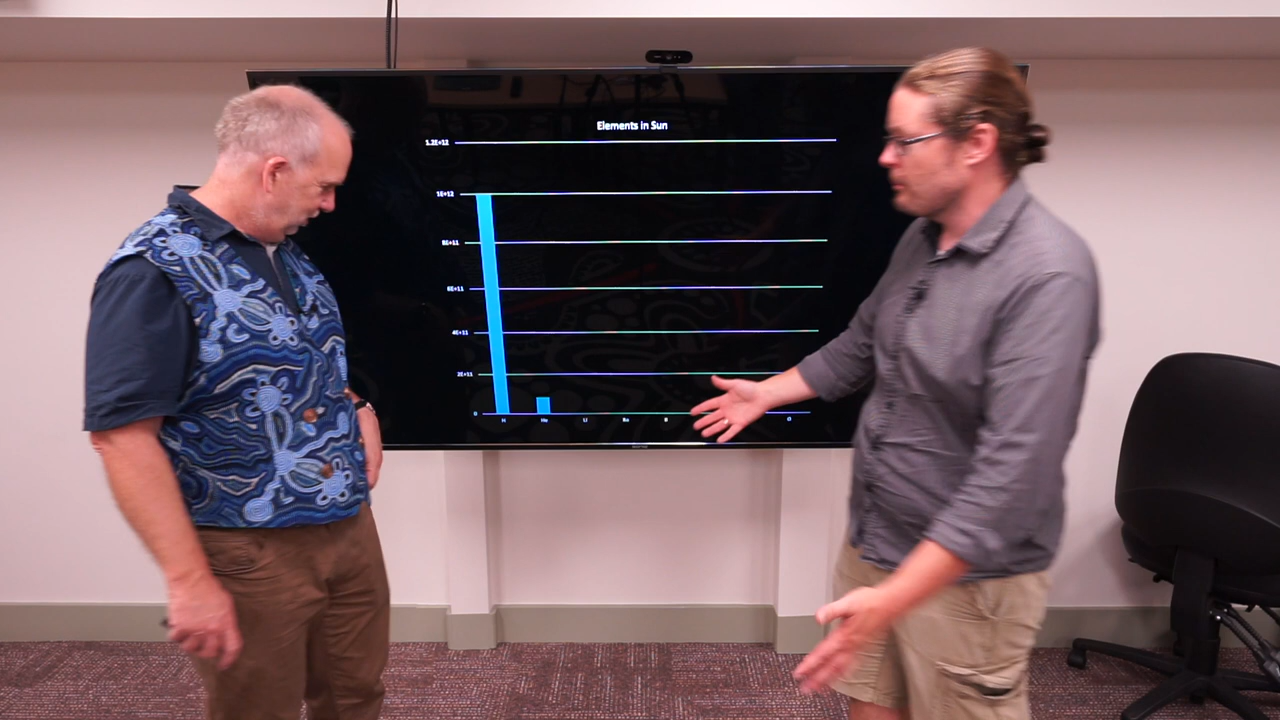 Elements in Sun
1.2E+12
1E+12
8E+11
6E+11
4E+11
2E+11
0
H He Li Be B O